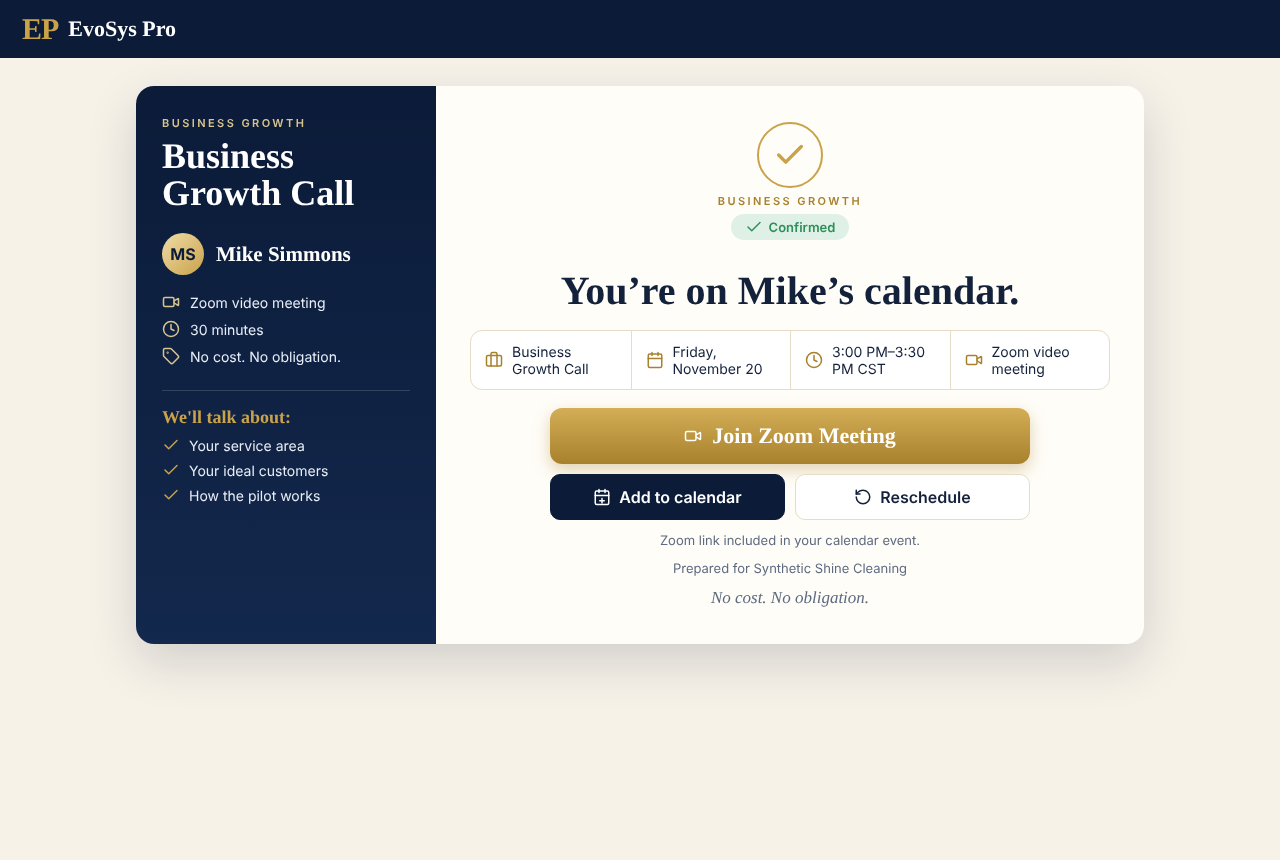 EP EvoSys Pro
BUSINESS GROWTH
Business
Growth Call
MS Mike Simmons
Zoom video meeting
30 minutes
No cost. No obligation.
We'll talk about:
Your service area
Your ideal customers
How the pilot works
BUSINESS GROWTH
Confirmed
You’re on Mike’s calendar.
Business
Growth Call
Friday,
November 20
3:00 PM–3:30
PM CST
Zoom video
meeting
Join Zoom Meeting
Add to calendar
Reschedule
Zoom link included in your calendar event.
Prepared for Synthetic Shine Cleaning
No cost. No obligation.